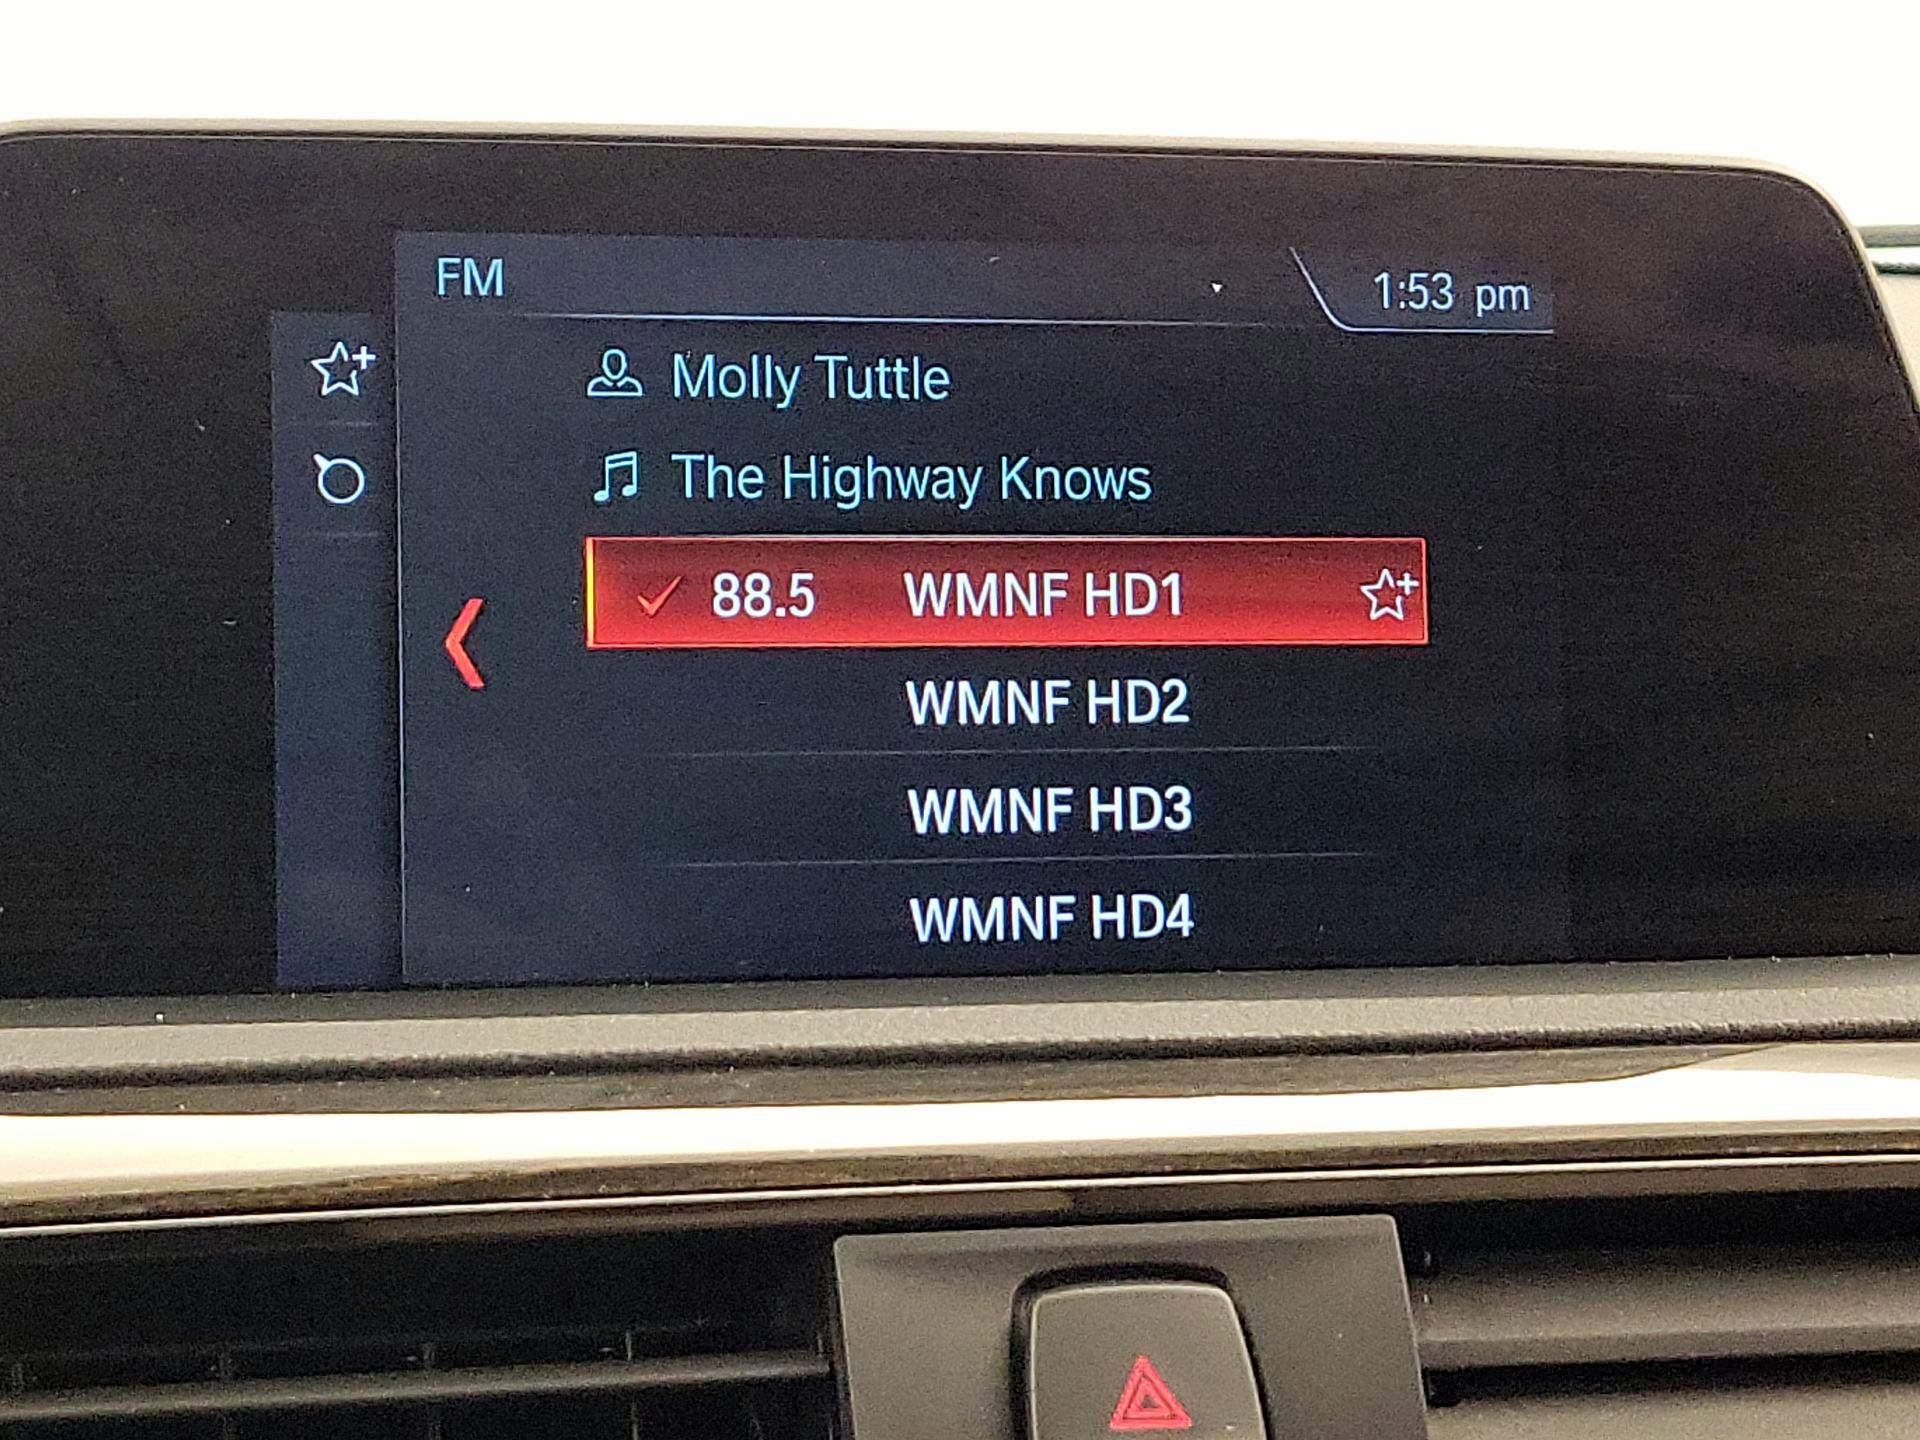 FM
1:53 pm
Molly Tuttle
The Highway Knows
88.5 WMNF HD1
WMNF HD2
WMNF HD3
WMNF HD4